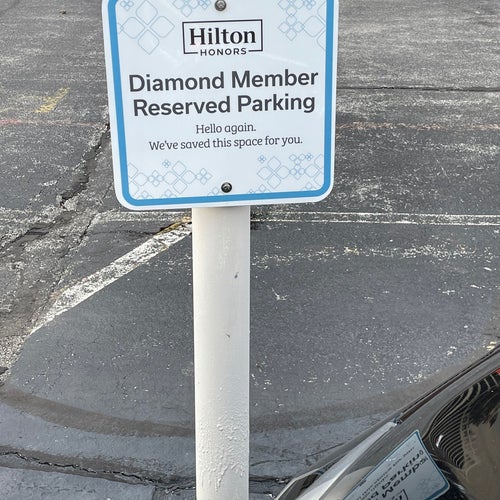 Hilton
HONORS
Diamond Member
Reserved Parking
Hello again.
We've saved this space for you.